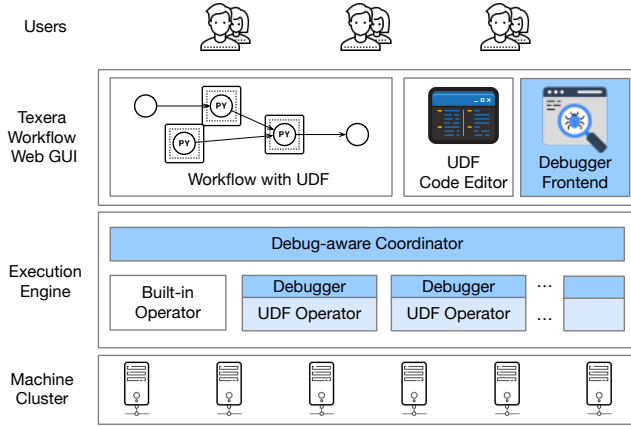 Users
Texera
Workflow
Web GUI
PY
PY
PY
Workflow with UDF
UDF
Code Editor
Debugger
Frontend
Execution
Engine
Debug-aware Coordinator
Built-in
Operator
Debugger
UDF Operator
Debugger
UDF Operator
...
...
Machine
Cluster